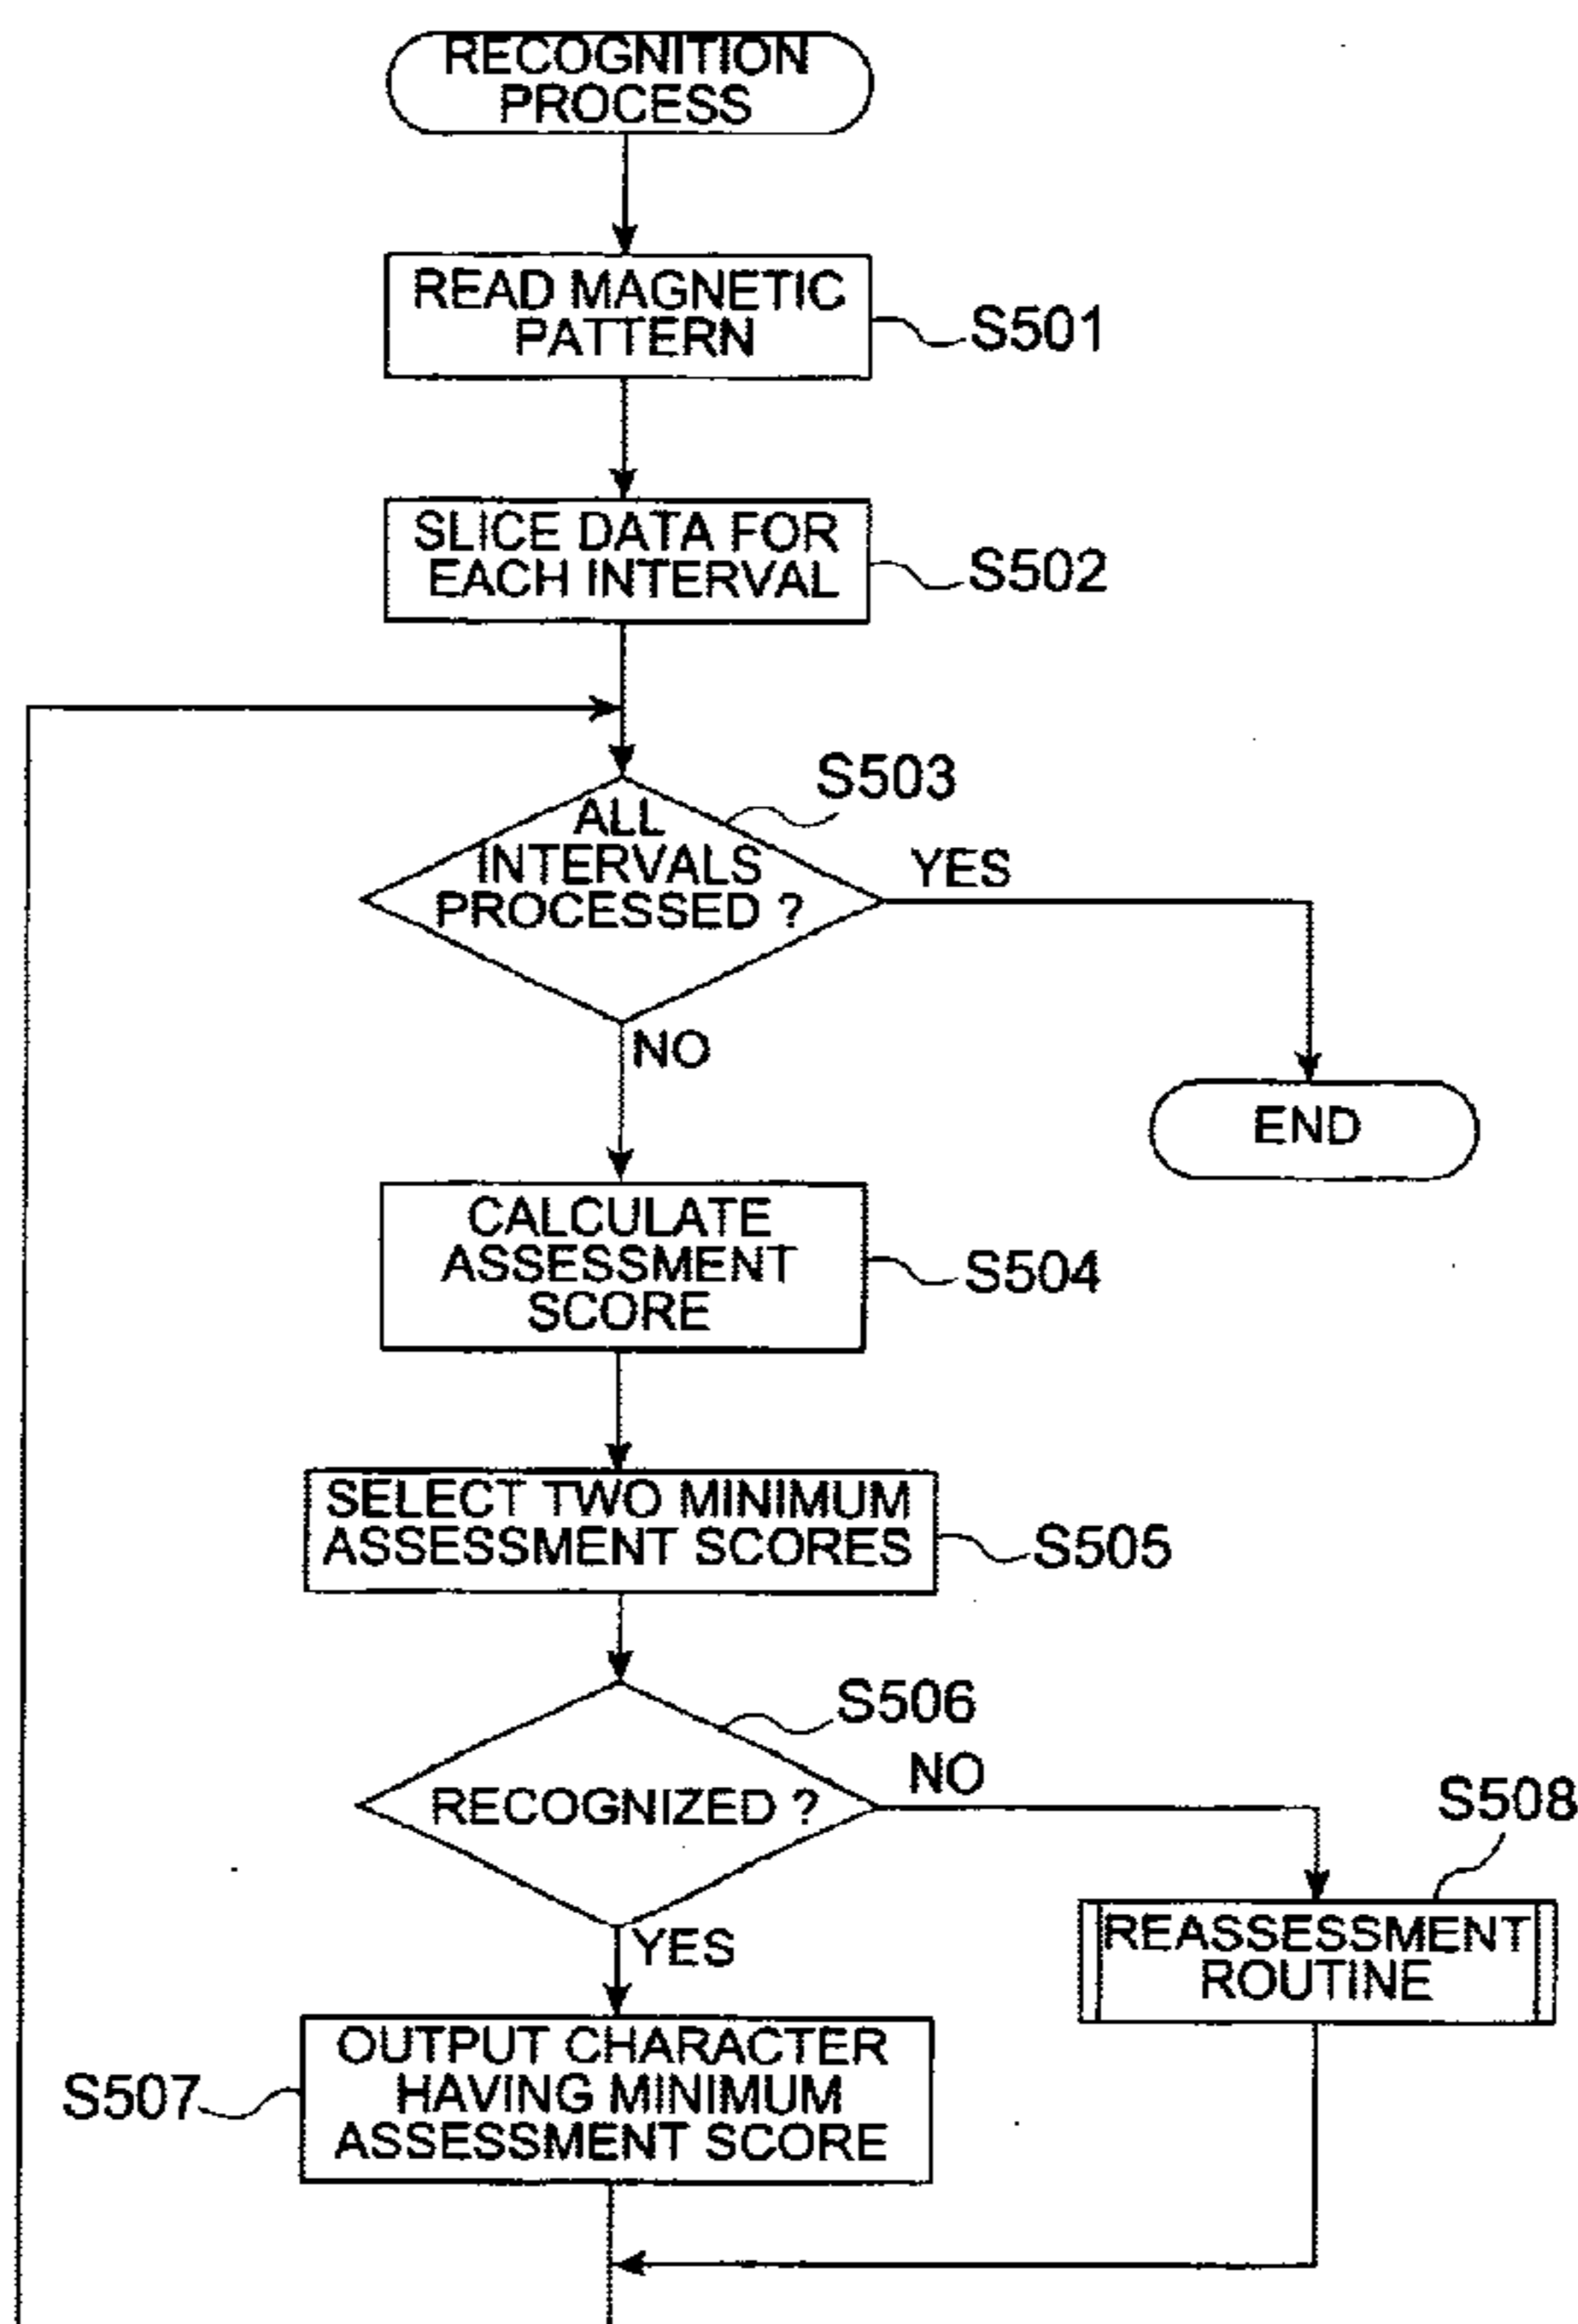 RECOGNITION
PROCESS
READ MAGNETIC
PATTERN
S501
SLICE DATA FOR
EACH INTERVAL
S502
S503
ALL
INTERVALS
PROCESSED ?
YES
NO
END
CALCULATE
ASSESSMENT
SCORE
S504
SELECT TWO MINIMUM
ASSESSMENT SCORES
S505
S506
RECOGNIZED ?
NO
S508
YES
REASSESSMENT
ROUTINE
OUTPUT CHARACTER
HAVING MINIMUM
ASSESSMENT SCORE
S507